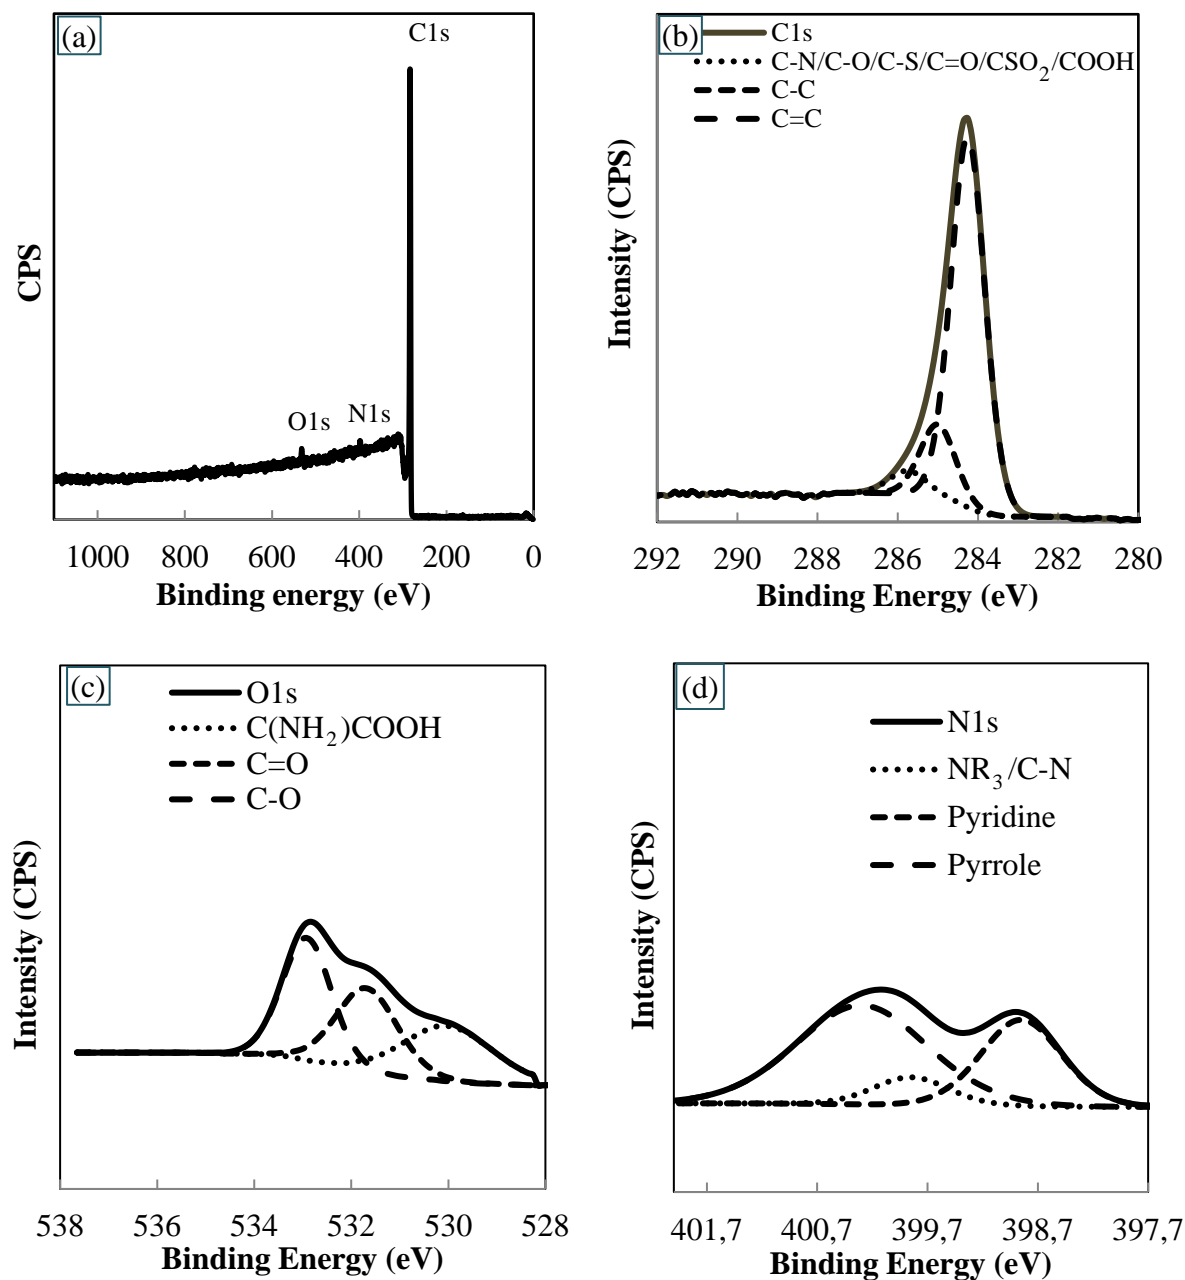 (a)
C1s
O1s
N1s
CPS
1000 800 600 400 200 0
Binding energy (eV)
(b)
C1s
C-N/C-O/C-S/C=O/CSO₂/COOH
C-C
C=C
Intensity (CPS)
292 290 288 286 284 282 280
Binding Energy (eV)
(c)
O1s
C(NH₂)COOH
C=O
C-O
Intensity (CPS)
538 536 534 532 530 528
Binding Energy (eV)
(d)
N1s
NR₃/C-N
Pyridine
Pyrrole
Intensity (CPS)
401,7 400,7 399,7 398,7 397,7
Binding Energy (eV)